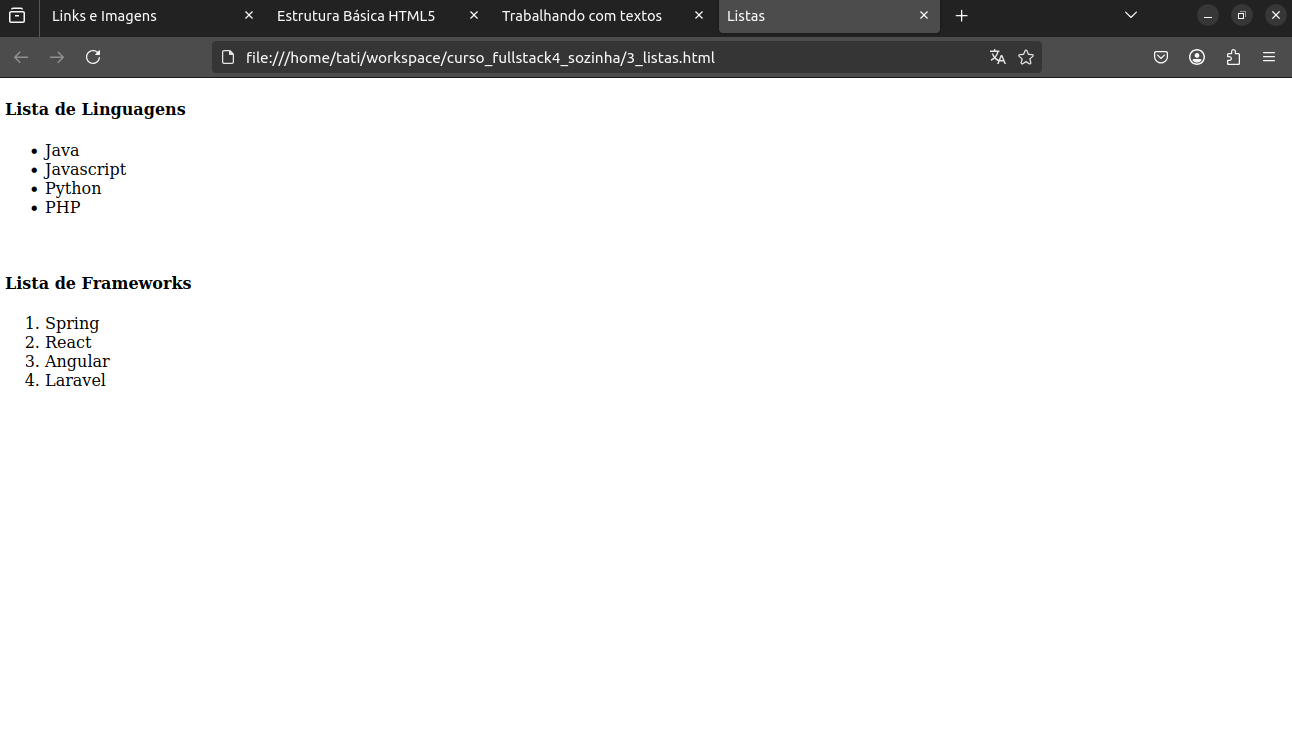 Links e Imagens
Estrutura Básica HTML5
Trabalhando com textos
Listas
file:///home/tati/workspace/curso_fullstack4_sozinha/3_listas.html
Lista de Linguagens
• Java
• Javascript
• Python
• PHP
Lista de Frameworks
1. Spring
2. React
3. Angular
4. Laravel